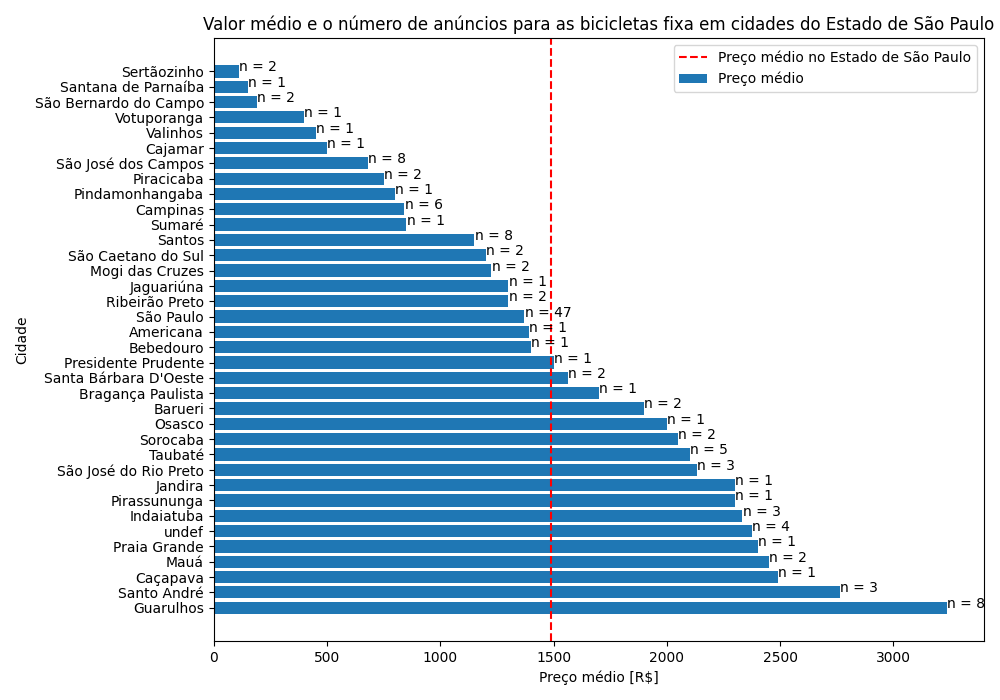 Valor médio e o número de anúncios para as bicicletas fixa em cidades do Estado de São Paulo
Preço médio no Estado de São Paulo
Preço médio
Sertãozinho n = 2
Santana de Parnaíba n = 1
São Bernardo do Campo n = 2
Votuporanga n = 1
Valinhos n = 1
Cajamar n = 1
São José dos Campos n = 8
Piracicaba n = 2
Pindamonhangaba n = 1
Campinas n = 6
Sumaré n = 1
Santos n = 8
São Caetano do Sul n = 2
Mogi das Cruzes n = 2
Jaguariúna n = 1
Ribeirão Preto n = 2
São Paulo n = 47
Americana n = 1
Bebedouro n = 1
Presidente Prudente n = 1
Santa Bárbara D'Oeste n = 2
Bragança Paulista n = 1
Barueri n = 2
Osasco n = 1
Sorocaba n = 2
Taubaté n = 5
São José do Rio Preto n = 3
Jandira n = 1
Pirassununga n = 1
Indaiatuba n = 3
undef n = 4
Praia Grande n = 1
Mauá n = 2
Caçapava n = 1
Santo André n = 3
Guarulhos n = 8
Cidade
0 500 1000 1500 2000 2500 3000
Preço médio [R$]